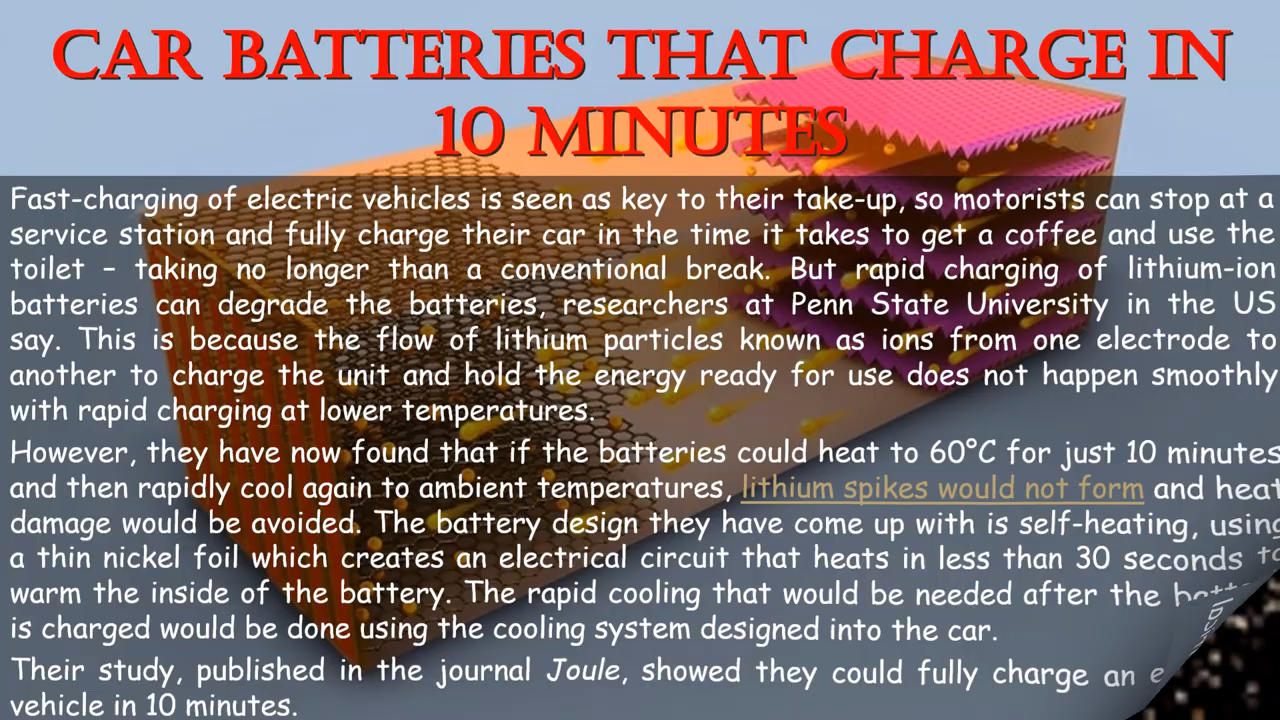 CAR BATTERIES THAT CHARGE IN
10 MINUTES
Fast-charging of electric vehicles is seen as key to their take-up, so motorists can stop at a
service station and fully charge their car in the time it takes to get a coffee and use the
toilet – taking no longer than a conventional break. But rapid charging of lithium-ion
batteries can degrade the batteries, researchers at Penn State University in the US
say. This is because the flow of lithium particles known as ions from one electrode to
another to charge the unit and hold the energy ready for use does not happen smoothly
with rapid charging at lower temperatures.
However, they have now found that if the batteries could heat to 60°C for just 10 minutes
and then rapidly cool again to ambient temperatures, lithium spikes would not form and heat
damage would be avoided. The battery design they have come up with is self-heating, using
a thin nickel foil which creates an electrical circuit that heats in less than 30 seconds to
warm the inside of the battery. The rapid cooling that would be needed after the
is charged would be done using the cooling system designed into the car.
Their study, published in the journal Joule, showed they could fully charge an
vehicle in 10 minutes.